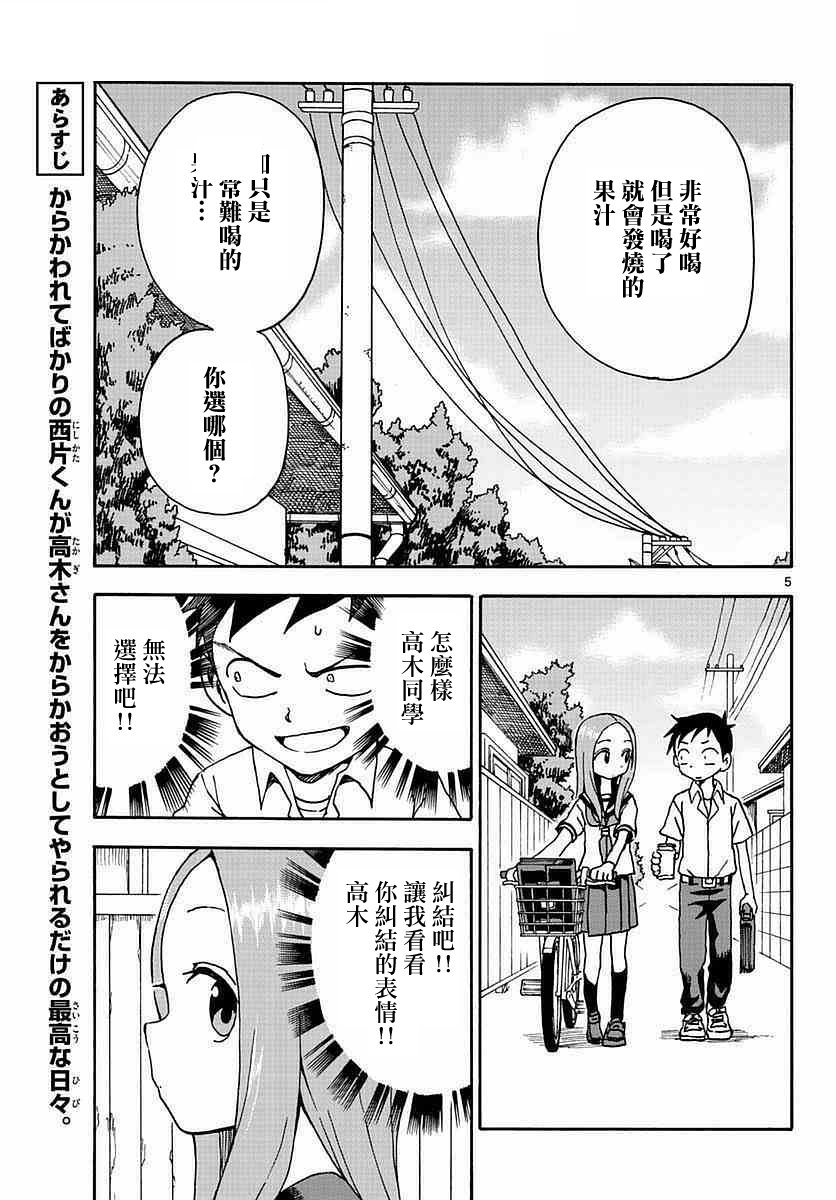 非常好喝
但是喝了
就會發燒的
果汁
只是
常難喝的
汁…
你選哪個？
5
怎麼樣
高木同學
無法
選擇吧！！
糾結吧！！
讓我看看
你糾結的表情！！
高木
あらすじ
からかわれてばかりの西片くんが高木さんをからかおうとしてやられるだけの最高な日々。
にしかた
たかぎ
さいこう
ひび